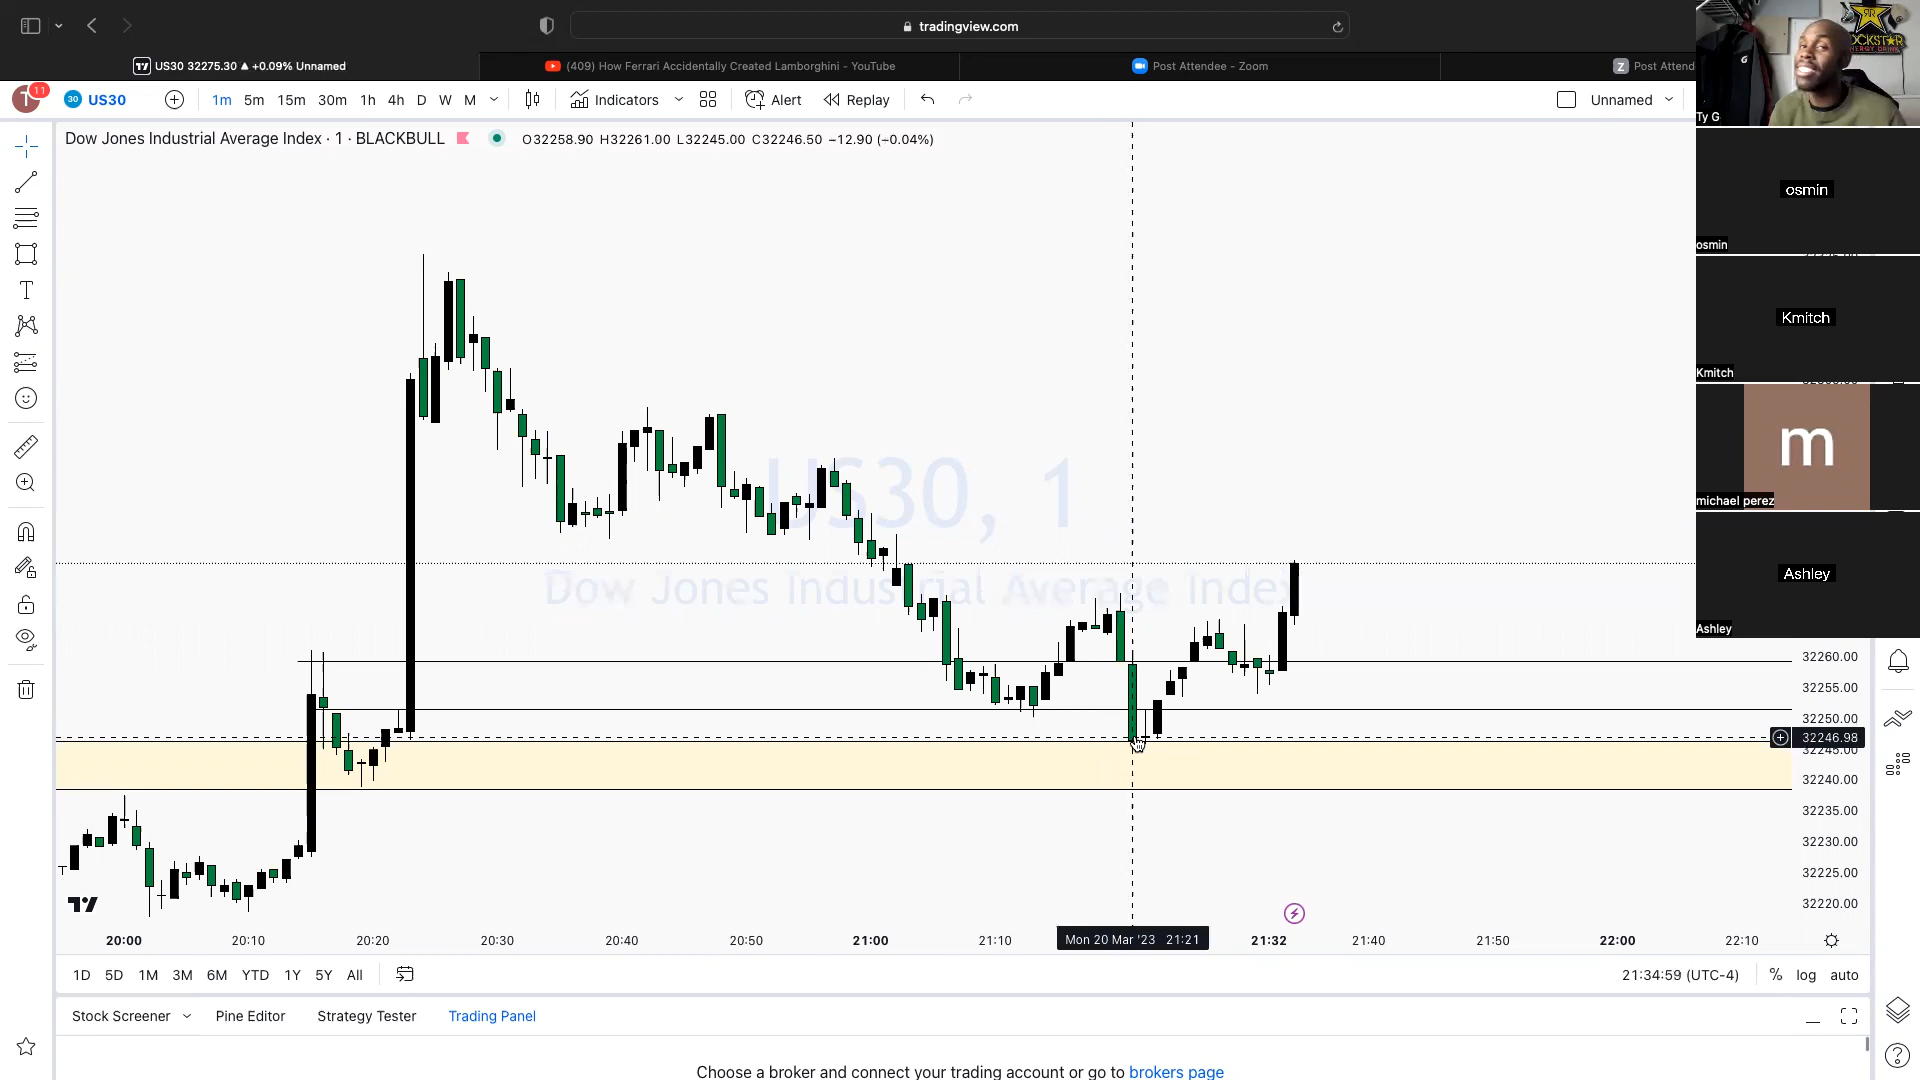 tradingview.com
US30 32275.30 ▲ +0.09% Unnamed
(409) How Ferrari Accidentally Created Lamborghini - YouTube
Post Attendee - Zoom
Z Post Attend
11
30 US30
1m 5m 15m 30m 1h 4h D W M
Indicators
Alert
Replay
Unnamed
Dow Jones Industrial Average Index · 1 · BLACKBULL
O32258.90 H32261.00 L32245.00 C32246.50 −12.90 (+0.04%)
US30, 1
Dow Jones Industrial Average Index
ROCKSTAR
ENERGY DRINK
Ty G
osmin
osmin
Kmitch
Kmitch
m
michael perez
Ashley
Ashley
32260.00
32255.00
32250.00
32246.98
32245.00
32240.00
32235.00
32230.00
32225.00
32220.00
20:00 20:10 20:20 20:30 20:40 20:50 21:00 21:10 Mon 20 Mar '23 21:21 21:32 21:40 21:50 22:00 22:10
1D 5D 1M 3M 6M YTD 1Y 5Y All
21:34:59 (UTC-4) % log auto
Stock Screener Pine Editor Strategy Tester Trading Panel
Choose a broker and connect your trading account or go to brokers page